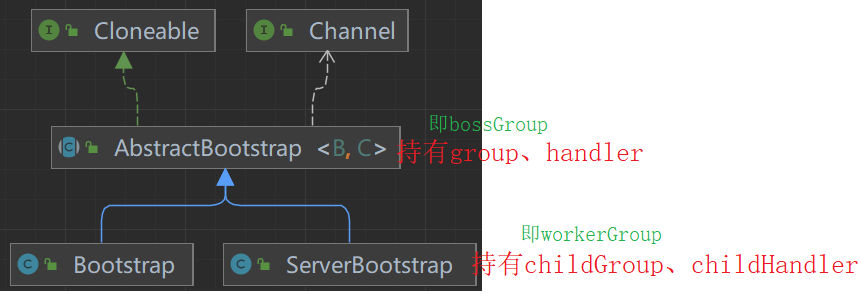 Cloneable
Channel
即bossGroup
AbstractBootstrap <B, C>
持有group、handler
即workerGroup
Bootstrap
ServerBootstrap
持有childGroup、childHandler